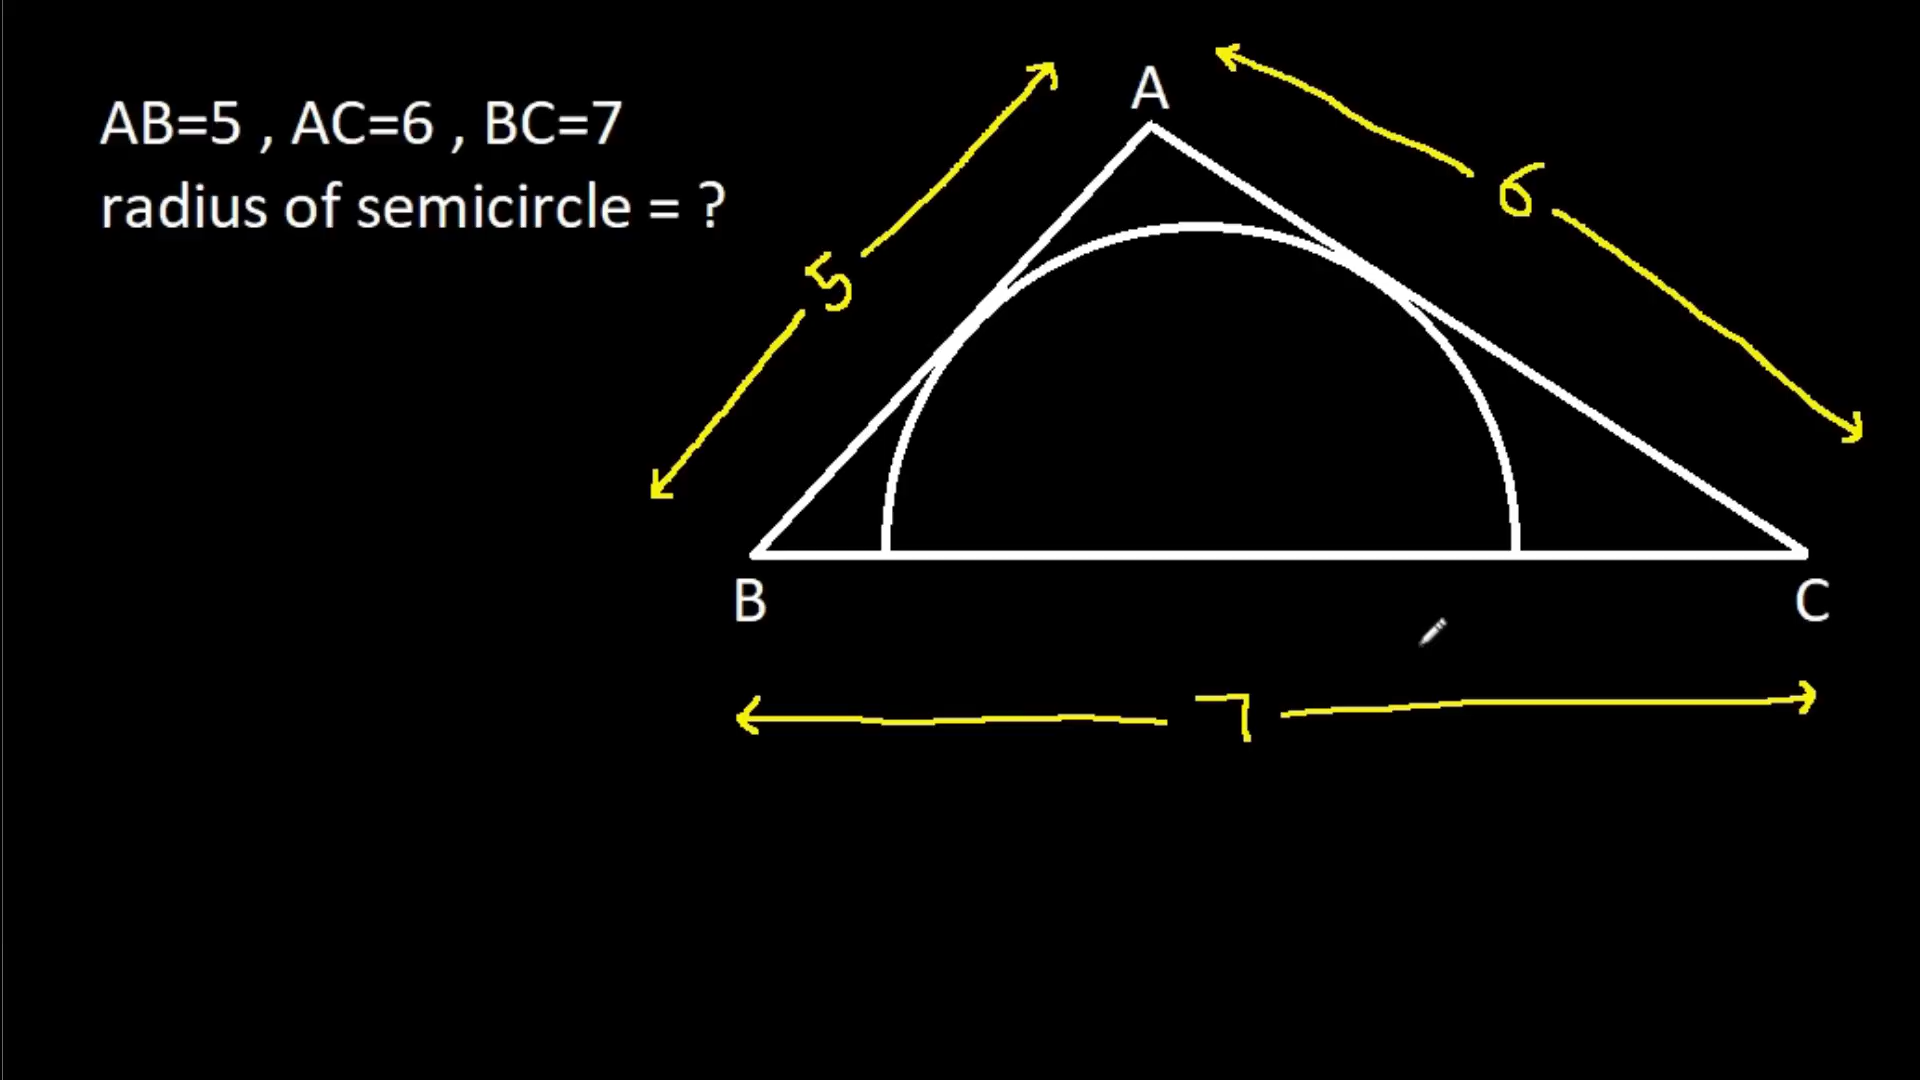 AB=5 , AC=6 , BC=7
radius of semicircle = ?
A
6
5
B
C
7